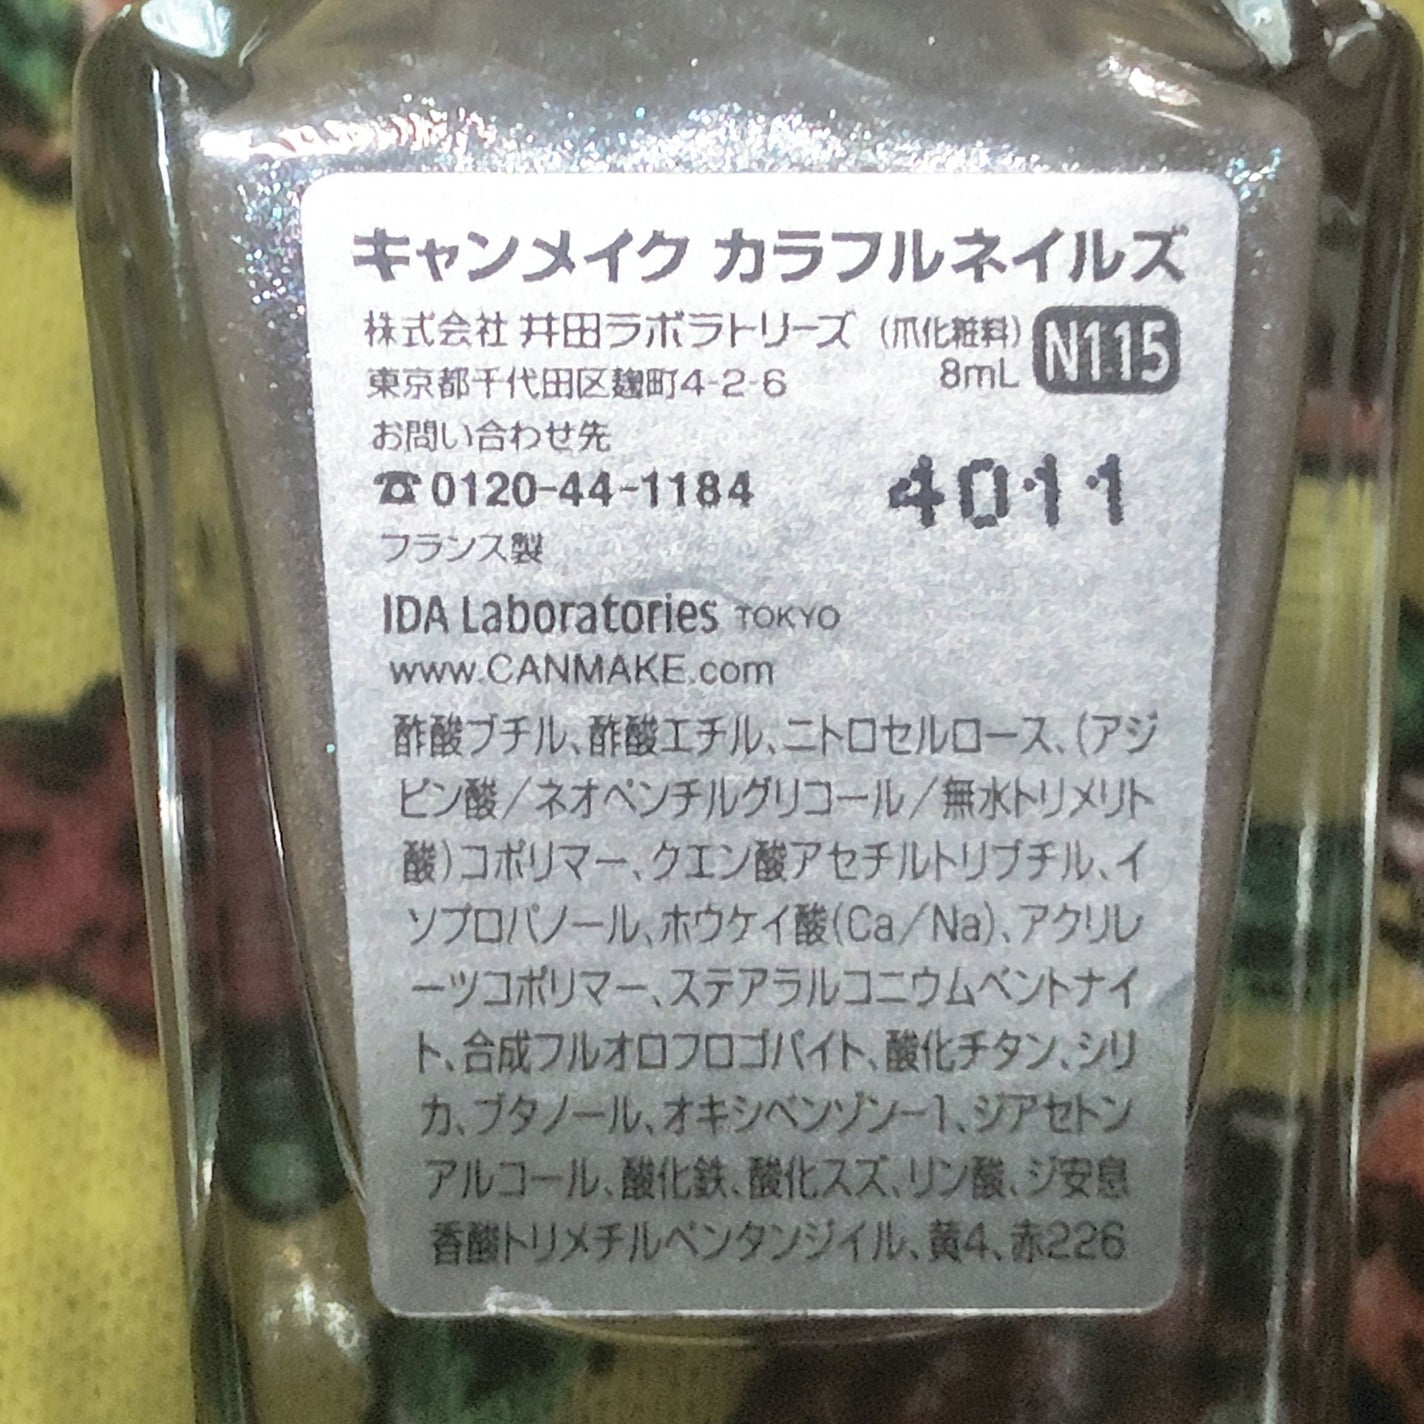 キャンメイク カラフルネイルズ
株式会社 井田ラボラトリーズ (爪化粧料) N115
東京都千代田区麹町4-2-6 8mL
お問い合わせ先
☎0120-44-1184 4011
フランス製
IDA Laboratories TOKYO
www.CANMAKE.com
酢酸ブチル、酢酸エチル、ニトロセルロース、(アジ
ピン酸/ネオペンチルグリコール/無水トリメリト
酸)コポリマー、クエン酸アセチルトリブチル、イ
ソプロパノール、ホウケイ酸(Ca/Na)、アクリレ
ーツコポリマー、ステアラルコニウムベントナイ
ト、合成フルオロフロゴパイト、酸化チタン、シリ
カ、ブタノール、オキシベンゾン-1、ジアセトン
アルコール、酸化鉄、酸化スズ、リン酸、ジ安息
香酸トリメチルペンタンジイル、黄4、赤226